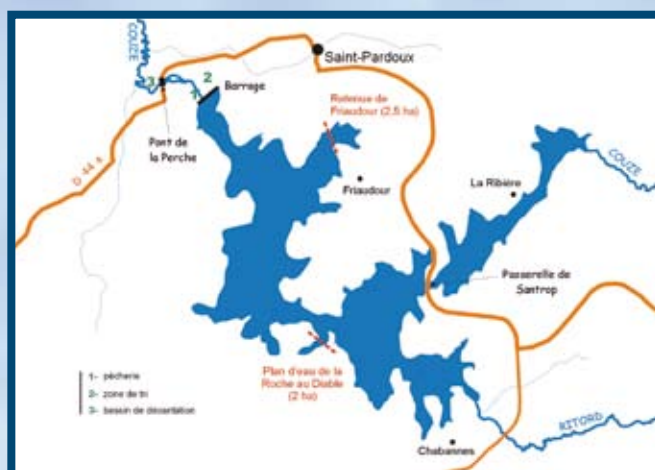 COUZE
Saint-Pardoux
3
2
1
Barrage
Retenue de
Friaudour (2,5 ha)
Pont de
la Perche
D 44 a
Friaudour
La Ribière
COUZE
Passerelle de
Santrop
Plan d'eau de la
Roche au Diable
(2 ha)
1- pêcherie
2- zone de tri
3- bassin de décantation
Chabannes
RITORD